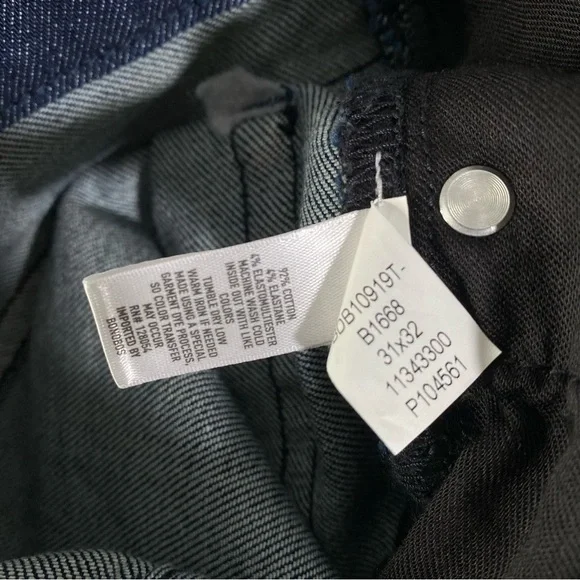 92% COTTON
4% ELASTOMULTIESTER
4% ELASTANE
MACHINE WASH COLD
INSIDE OUT WITH LIKE
COLORS
TUMBLE DRY LOW
WARM IRON IF NEEDED
MADE USING A SPECIAL
GARMENT DYE PROCESS,
SO COLOR TRANSFER
MAY OCCUR
RN# 128054
IMPORTED BY
BONOBOS
DB10919T-
B1668
31x32
11343300
P104561